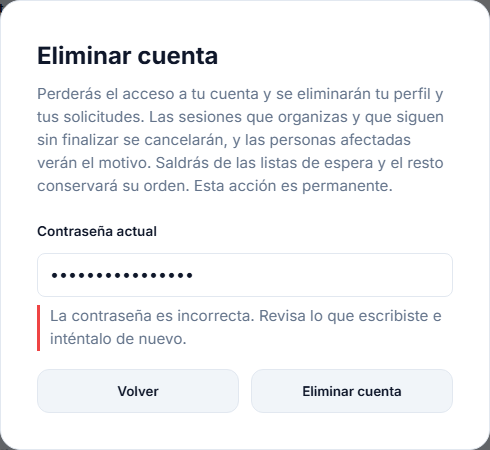 Eliminar cuenta
Perderás el acceso a tu cuenta y se eliminarán tu perfil y
tus solicitudes. Las sesiones que organizas y que siguen
sin finalizar se cancelarán, y las personas afectadas
verán el motivo. Saldrás de las listas de espera y el resto
conservará su orden. Esta acción es permanente.
Contraseña actual
••••••••••••••••
La contraseña es incorrecta. Revisa lo que escribiste e
inténtalo de nuevo.
Volver
Eliminar cuenta